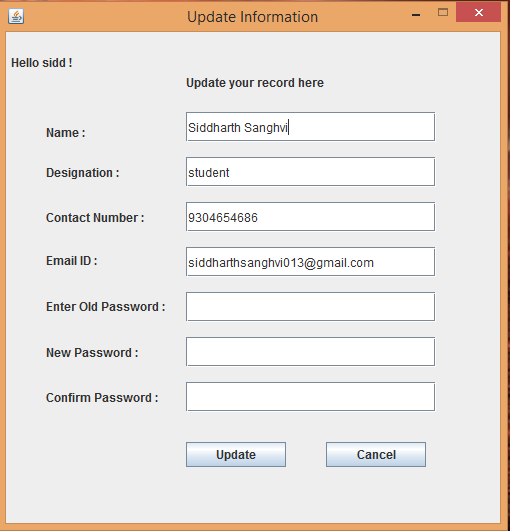 Update Information
Hello sidd !
Update your record here
Name : Siddharth Sanghvi
Designation : student
Contact Number : 9304654686
Email ID : siddharthsanghvi013@gmail.com
Enter Old Password :
New Password :
Confirm Password :
Update Cancel